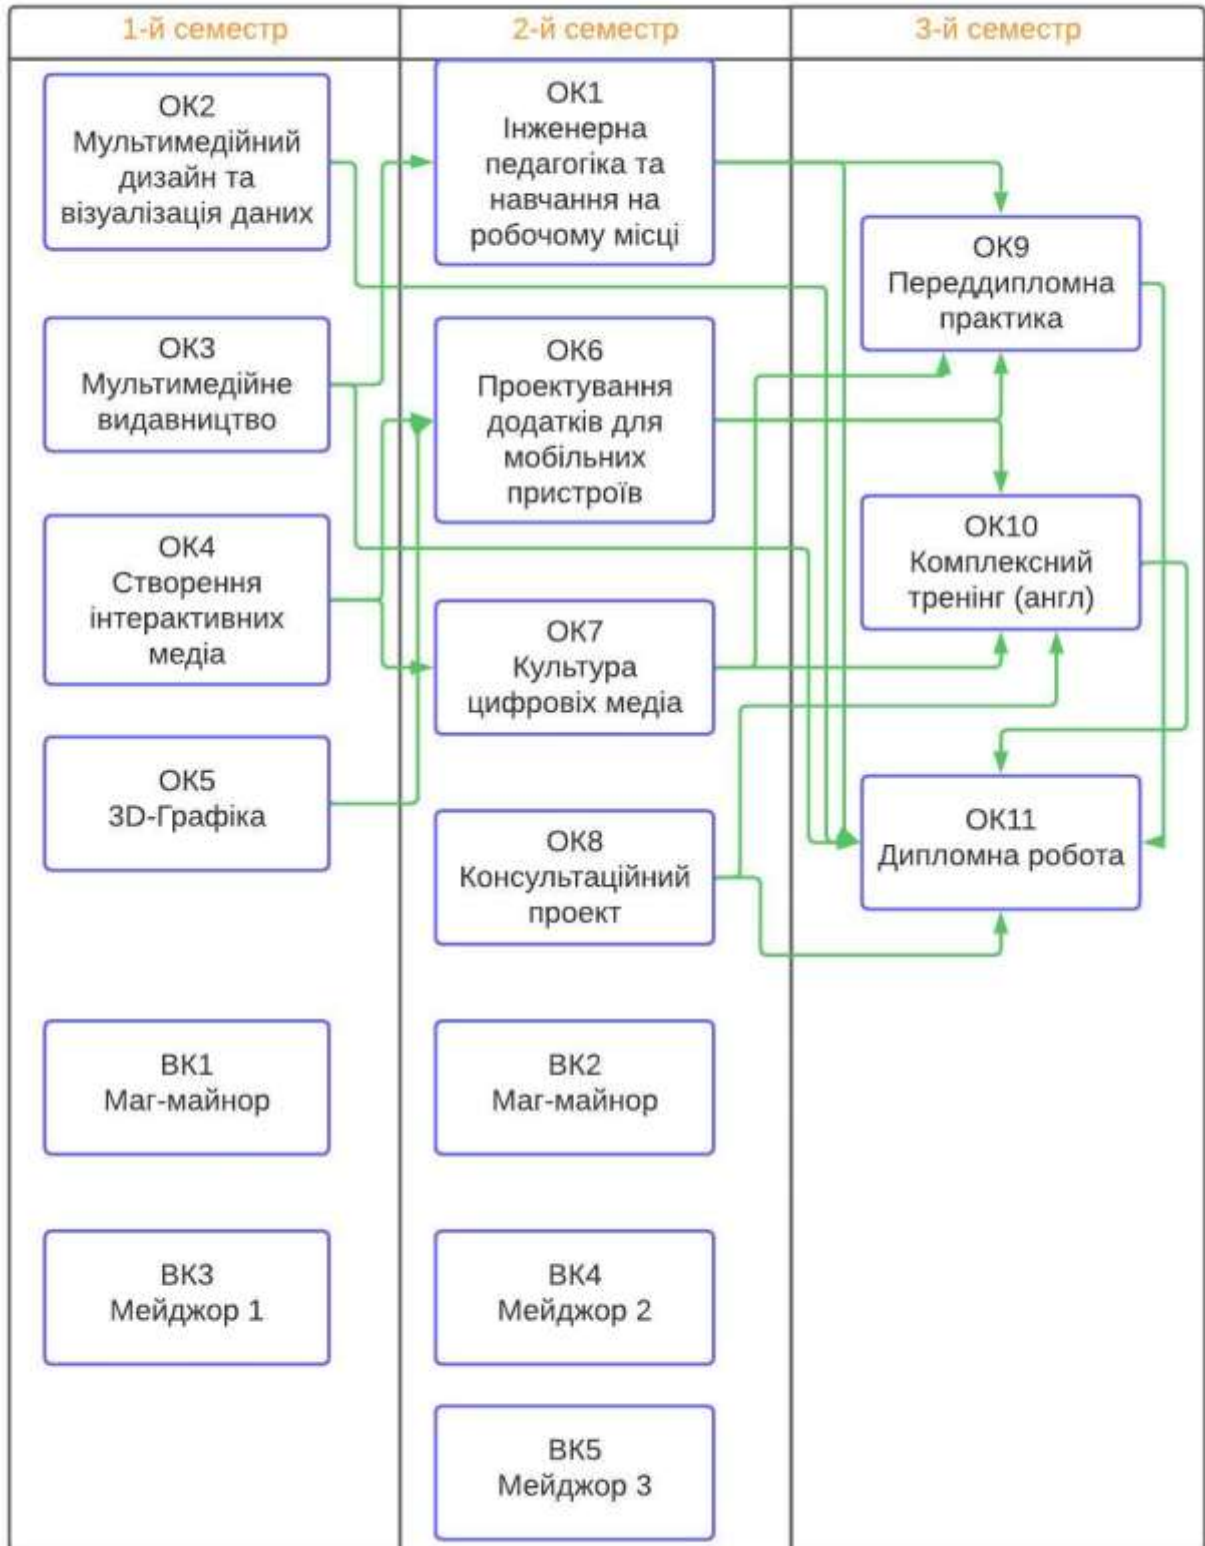 1-й семестр
2-й семестр
3-й семестр
ОК2
Мультимедійний
дизайн та
візуалізація даних
ОК3
Мультимедійне
видавництво
ОК4
Створення
інтерактивних
медіа
ОК5
3D-Графіка
ВК1
Маг-майнор
ВК3
Мейджор 1
ОК1
Інженерна
педагогіка та
навчання на
робочому місці
ОК6
Проектування
додатків для
мобільних
пристроїв
ОК7
Культура
цифровіх медіа
ОК8
Консультаційний
проект
ВК2
Маг-майнор
ВК4
Мейджор 2
ВК5
Мейджор 3
ОК9
Переддипломна
практика
ОК10
Комплексний
тренінг (англ)
ОК11
Дипломна робота